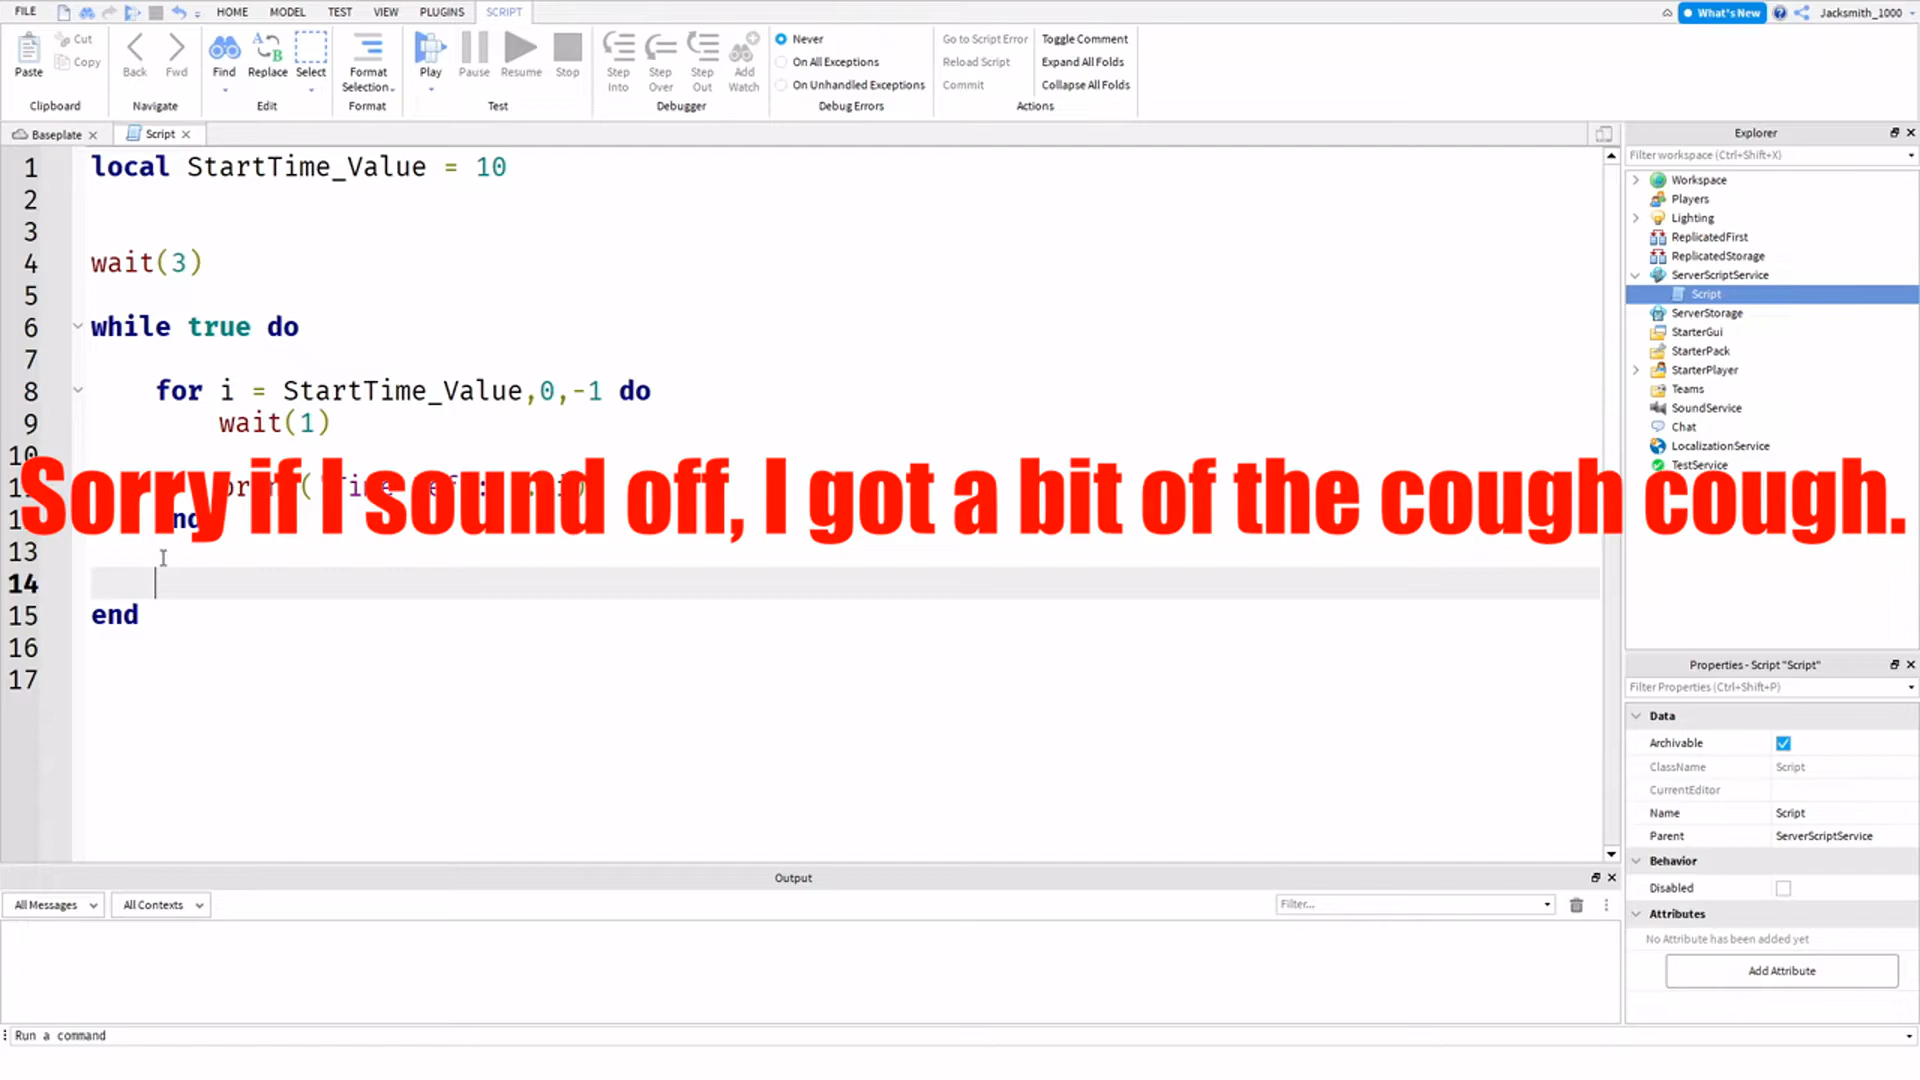 FILE HOME MODEL TEST VIEW PLUGINS SCRIPT What's New Jacksmith_1000
Paste Cut Copy Back Fwd Find Replace Select Format Selection Play Pause Resume Stop Step Into Step Over Step Out Add Watch
Never
On All Exceptions
On Unhandled Exceptions
Go to Script Error Toggle Comment
Reload Script Expand All Folds
Commit Collapse All Folds
Clipboard Navigate Edit Format Test Debugger Debug Errors Actions
Baseplate Script
1 local StartTime_Value = 10
2
3
4 wait(3)
5
6 while true do
7
8 for i = StartTime_Value,0,-1 do
9 wait(1)
10
Sorry if I sound off, I got a bit of the cough cough.
13
14
15 end
16
17
Explorer
Filter workspace (Ctrl+Shift+X)
Workspace
Players
Lighting
ReplicatedFirst
ReplicatedStorage
ServerScriptService
Script
ServerStorage
StarterGui
StarterPack
StarterPlayer
Teams
SoundService
Chat
LocalizationService
TestService
Properties - Script "Script"
Filter Properties (Ctrl+Shift+P)
Data
Archivable
ClassName Script
CurrentEditor
Name Script
Parent ServerScriptService
Behavior
Disabled
Attributes
No Attribute has been added yet
Add Attribute
Output
All Messages All Contexts Filter...
Run a command